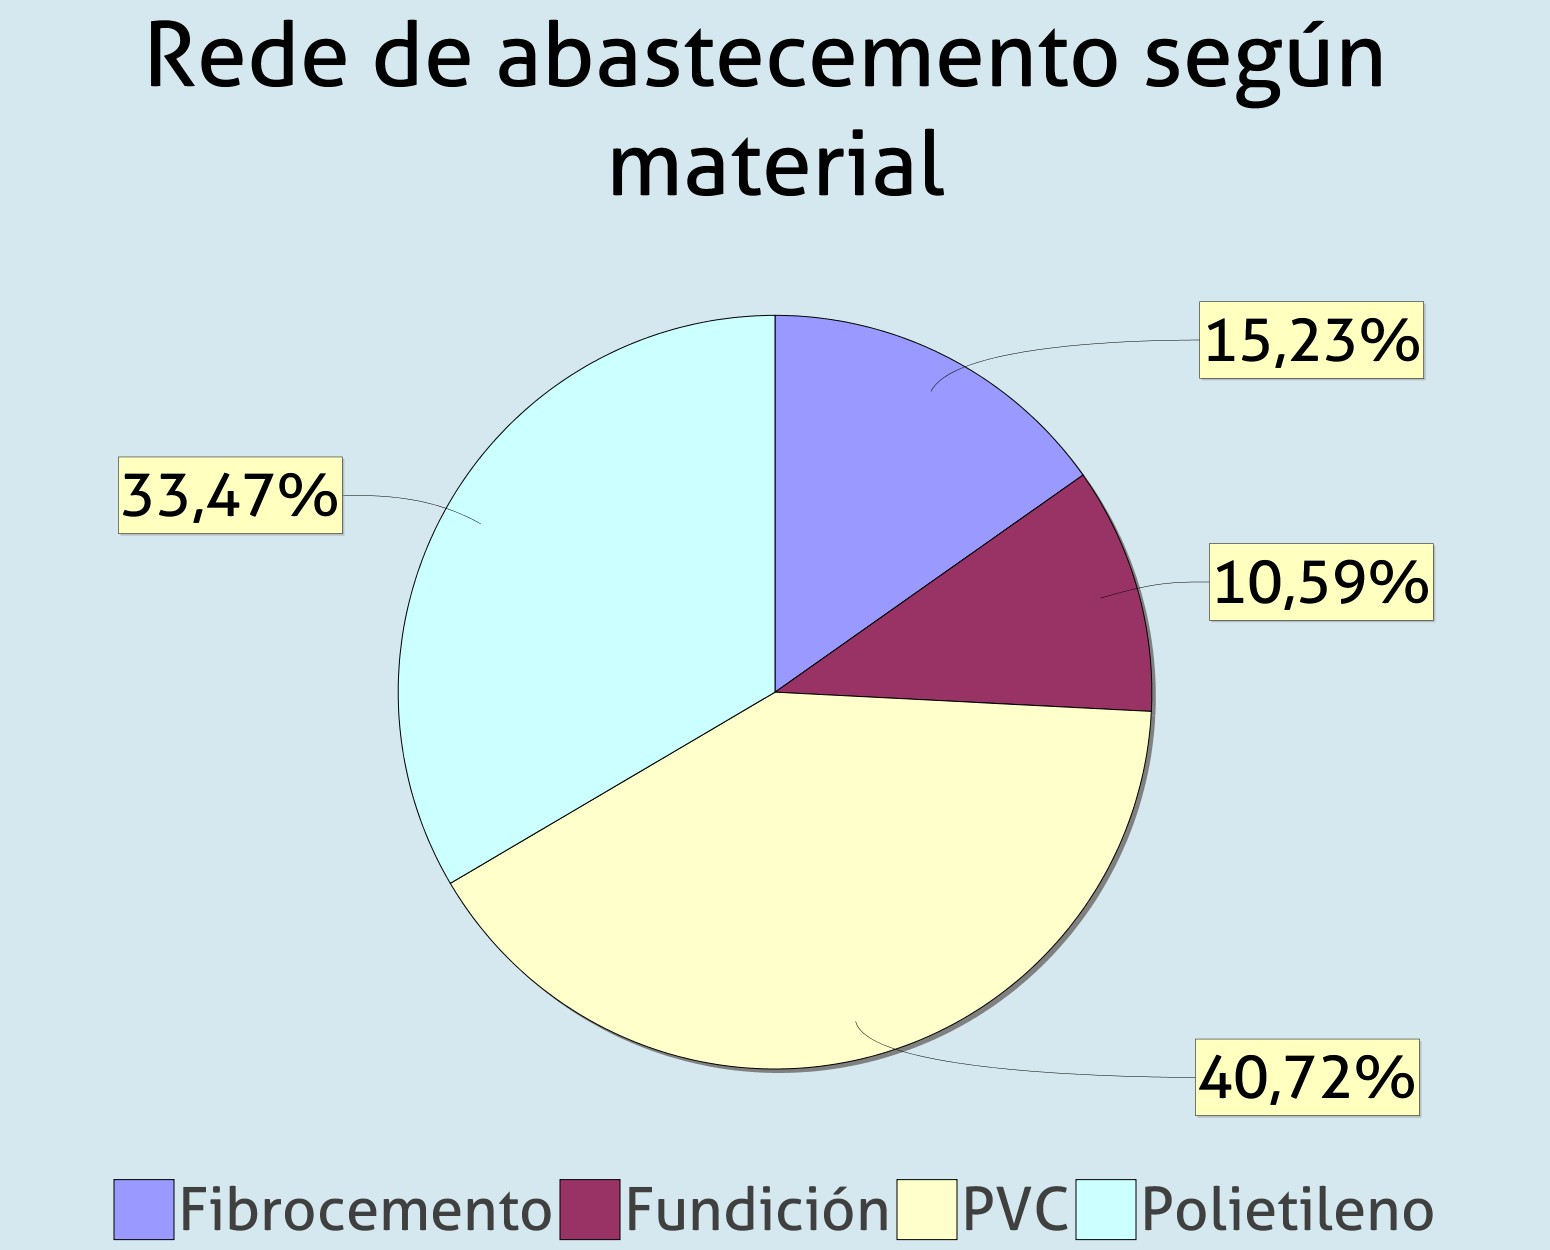 Rede de abastecemento según
material
15,23%
33,47%
10,59%
40,72%
Fibrocemento Fundición PVC Polietileno